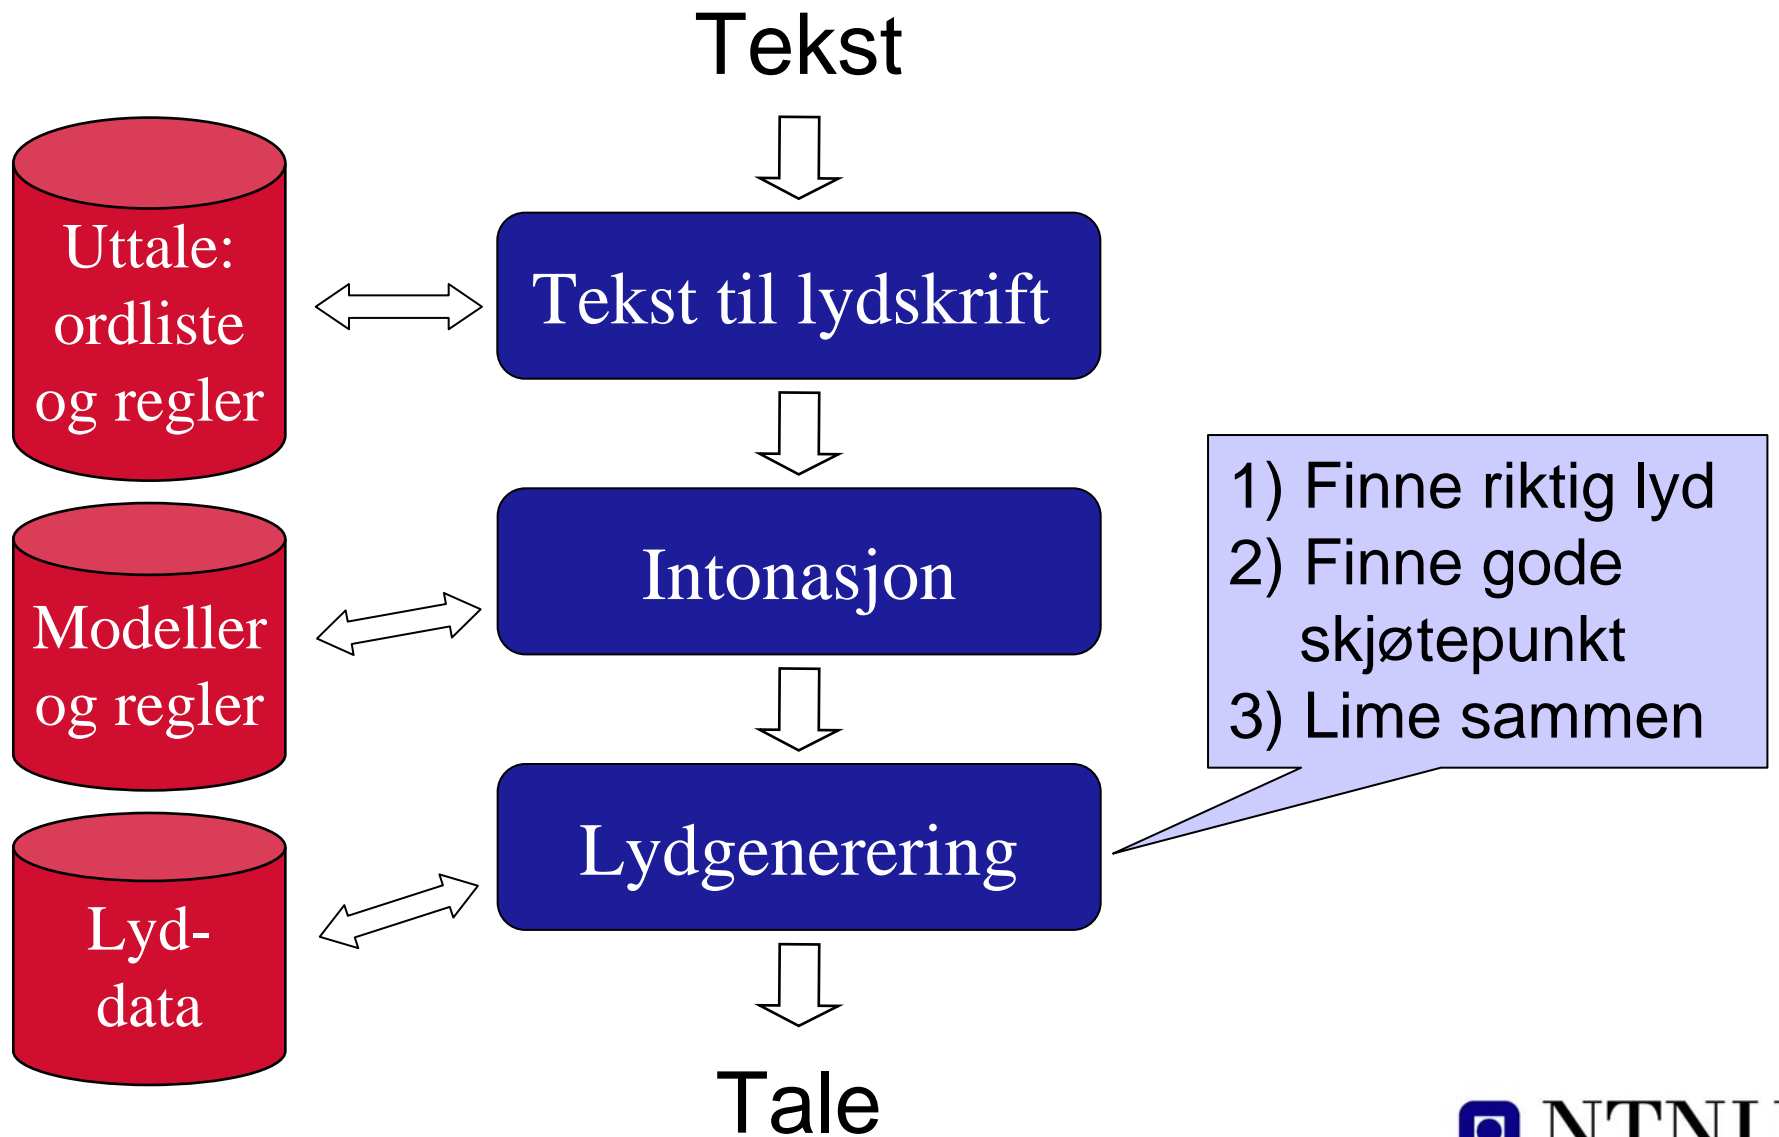 Tekst
Uttale:
ordliste
og regler
Tekst til lydskrift
Modeller
og regler
Intonasjon
1) Finne riktig lyd
2) Finne gode
skjøtepunkt
3) Lime sammen
Lyd-
data
Lydgenerering
Tale
NTNU